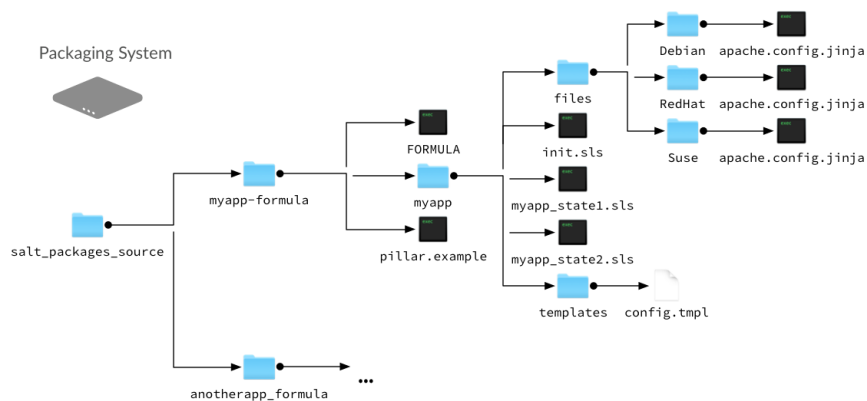 Packaging System
Debian apache.config.jinja
files RedHat apache.config.jinja
FORMULA init.sls Suse apache.config.jinja
myapp-formula myapp myapp_state1.sls
salt_packages_source pillar.example myapp_state2.sls
templates config.tmpl
anotherapp_formula ...